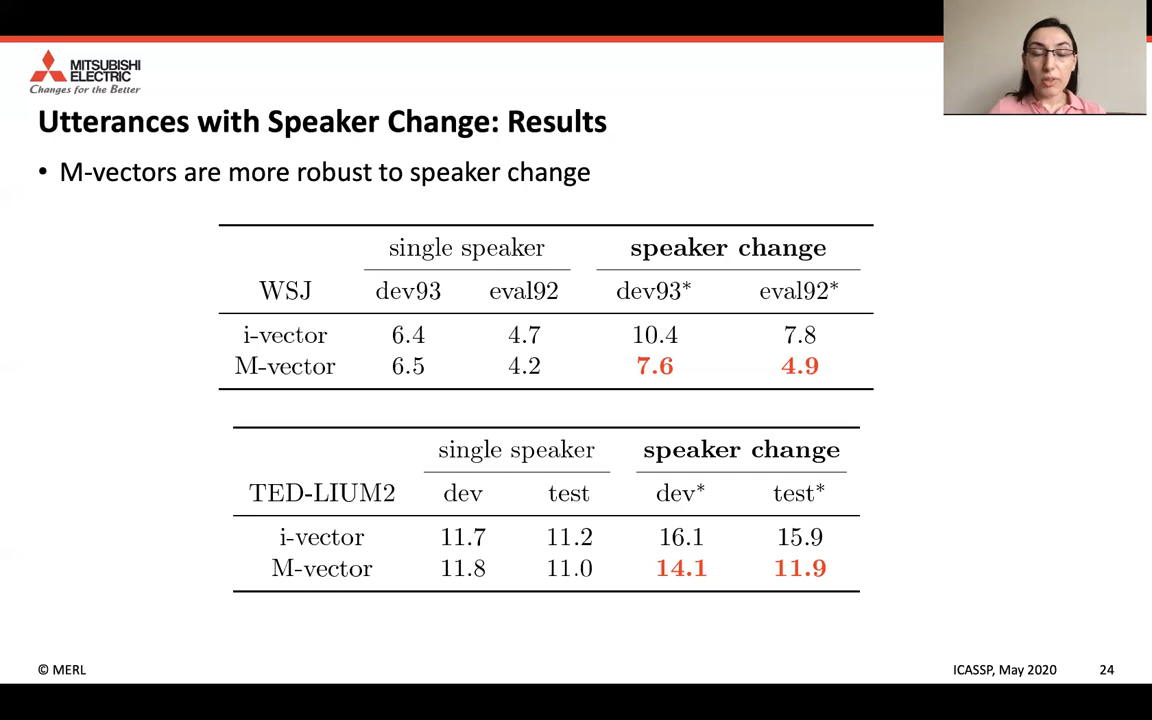 MITSUBISHI
ELECTRIC
Changes for the Better
Utterances with Speaker Change: Results
• M-vectors are more robust to speaker change
single speaker speaker change
WSJ dev93 eval92 dev93* eval92*
i-vector 6.4 4.7 10.4 7.8
M-vector 6.5 4.2 7.6 4.9
single speaker speaker change
TED-LIUM2 dev test dev* test*
i-vector 11.7 11.2 16.1 15.9
M-vector 11.8 11.0 14.1 11.9
© MERL ICASSP, May 2020 24